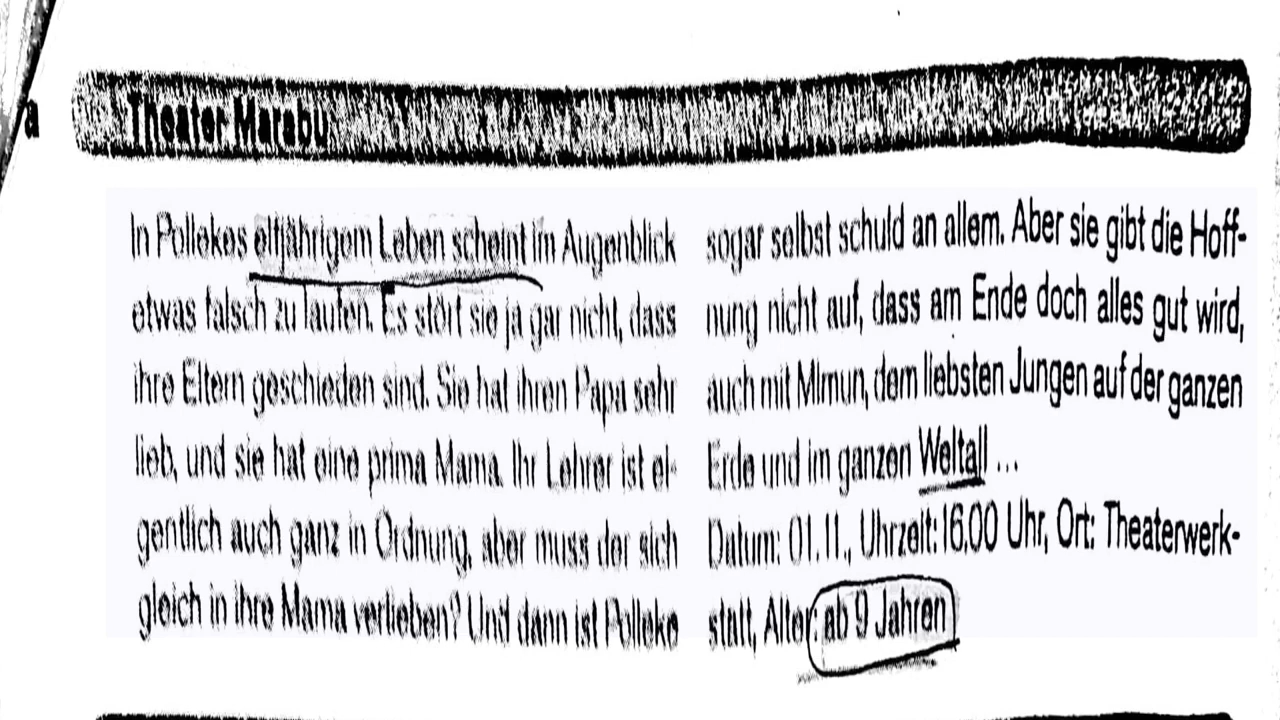 a
Theater Marabu
In Pollekes elfjährigem Leben scheint im Augenblick
etwas falsch zu laufen. Es stört sie ja gar nicht, dass
ihre Eltern geschieden sind. Sie hat ihren Papa sehr
lieb, und sie hat eine prima Mama. Ihr Lehrer ist ei-
gentlich auch ganz in Ordnung, aber muss der sich
gleich in ihre Mama verlieben? Und dann ist Polleke
sogar selbst schuld an allem. Aber sie gibt die Hoff-
nung nicht auf, dass am Ende doch alles gut wird,
auch mit Mimun, dem liebsten Jungen auf der ganzen
Erde und im ganzen Weltall ...
Datum: 01.11., Uhrzeit: 16.00 Uhr, Ort: Theaterwerk-
statt, Alter: ab 9 Jahren